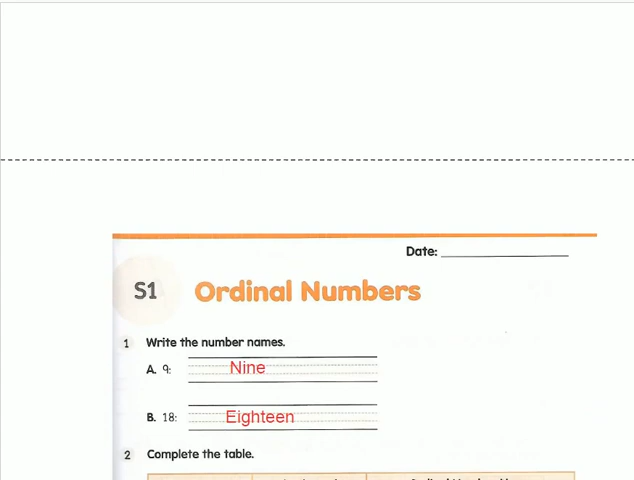 Date:
S1 Ordinal Numbers
1 Write the number names.
A. 9: Nine
B. 18: Eighteen
2 Complete the table.